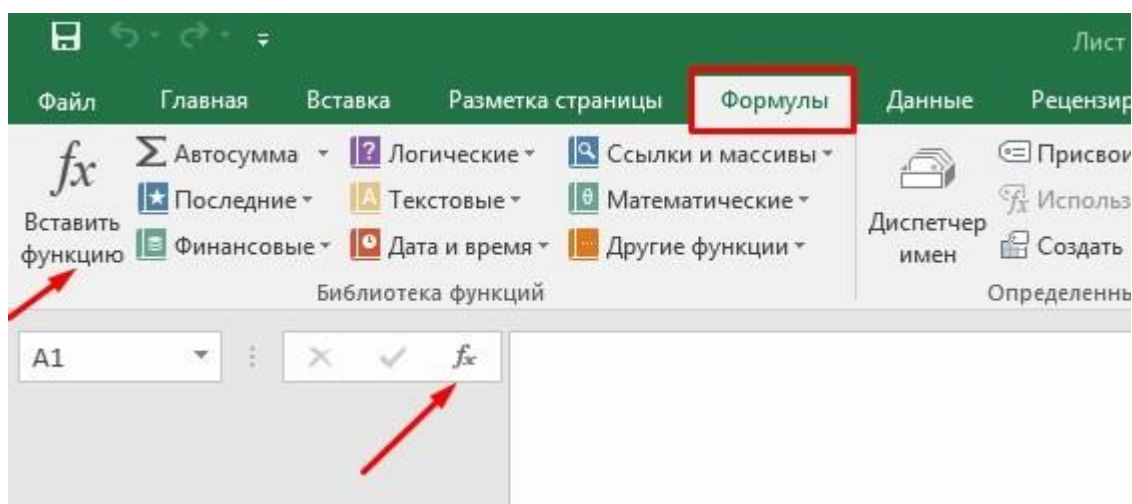 Лист
Файл Главная Вставка Разметка страницы Формулы Данные Рецензир
fx Σ Автосумма Логические Ссылки и массивы Присвои
Последние A Текстовые θ Математические fx Использ
Вставить функцию Финансовые Дата и время Другие функции Диспетчер имен Создать
Библиотека функций Определенны
A1 fx